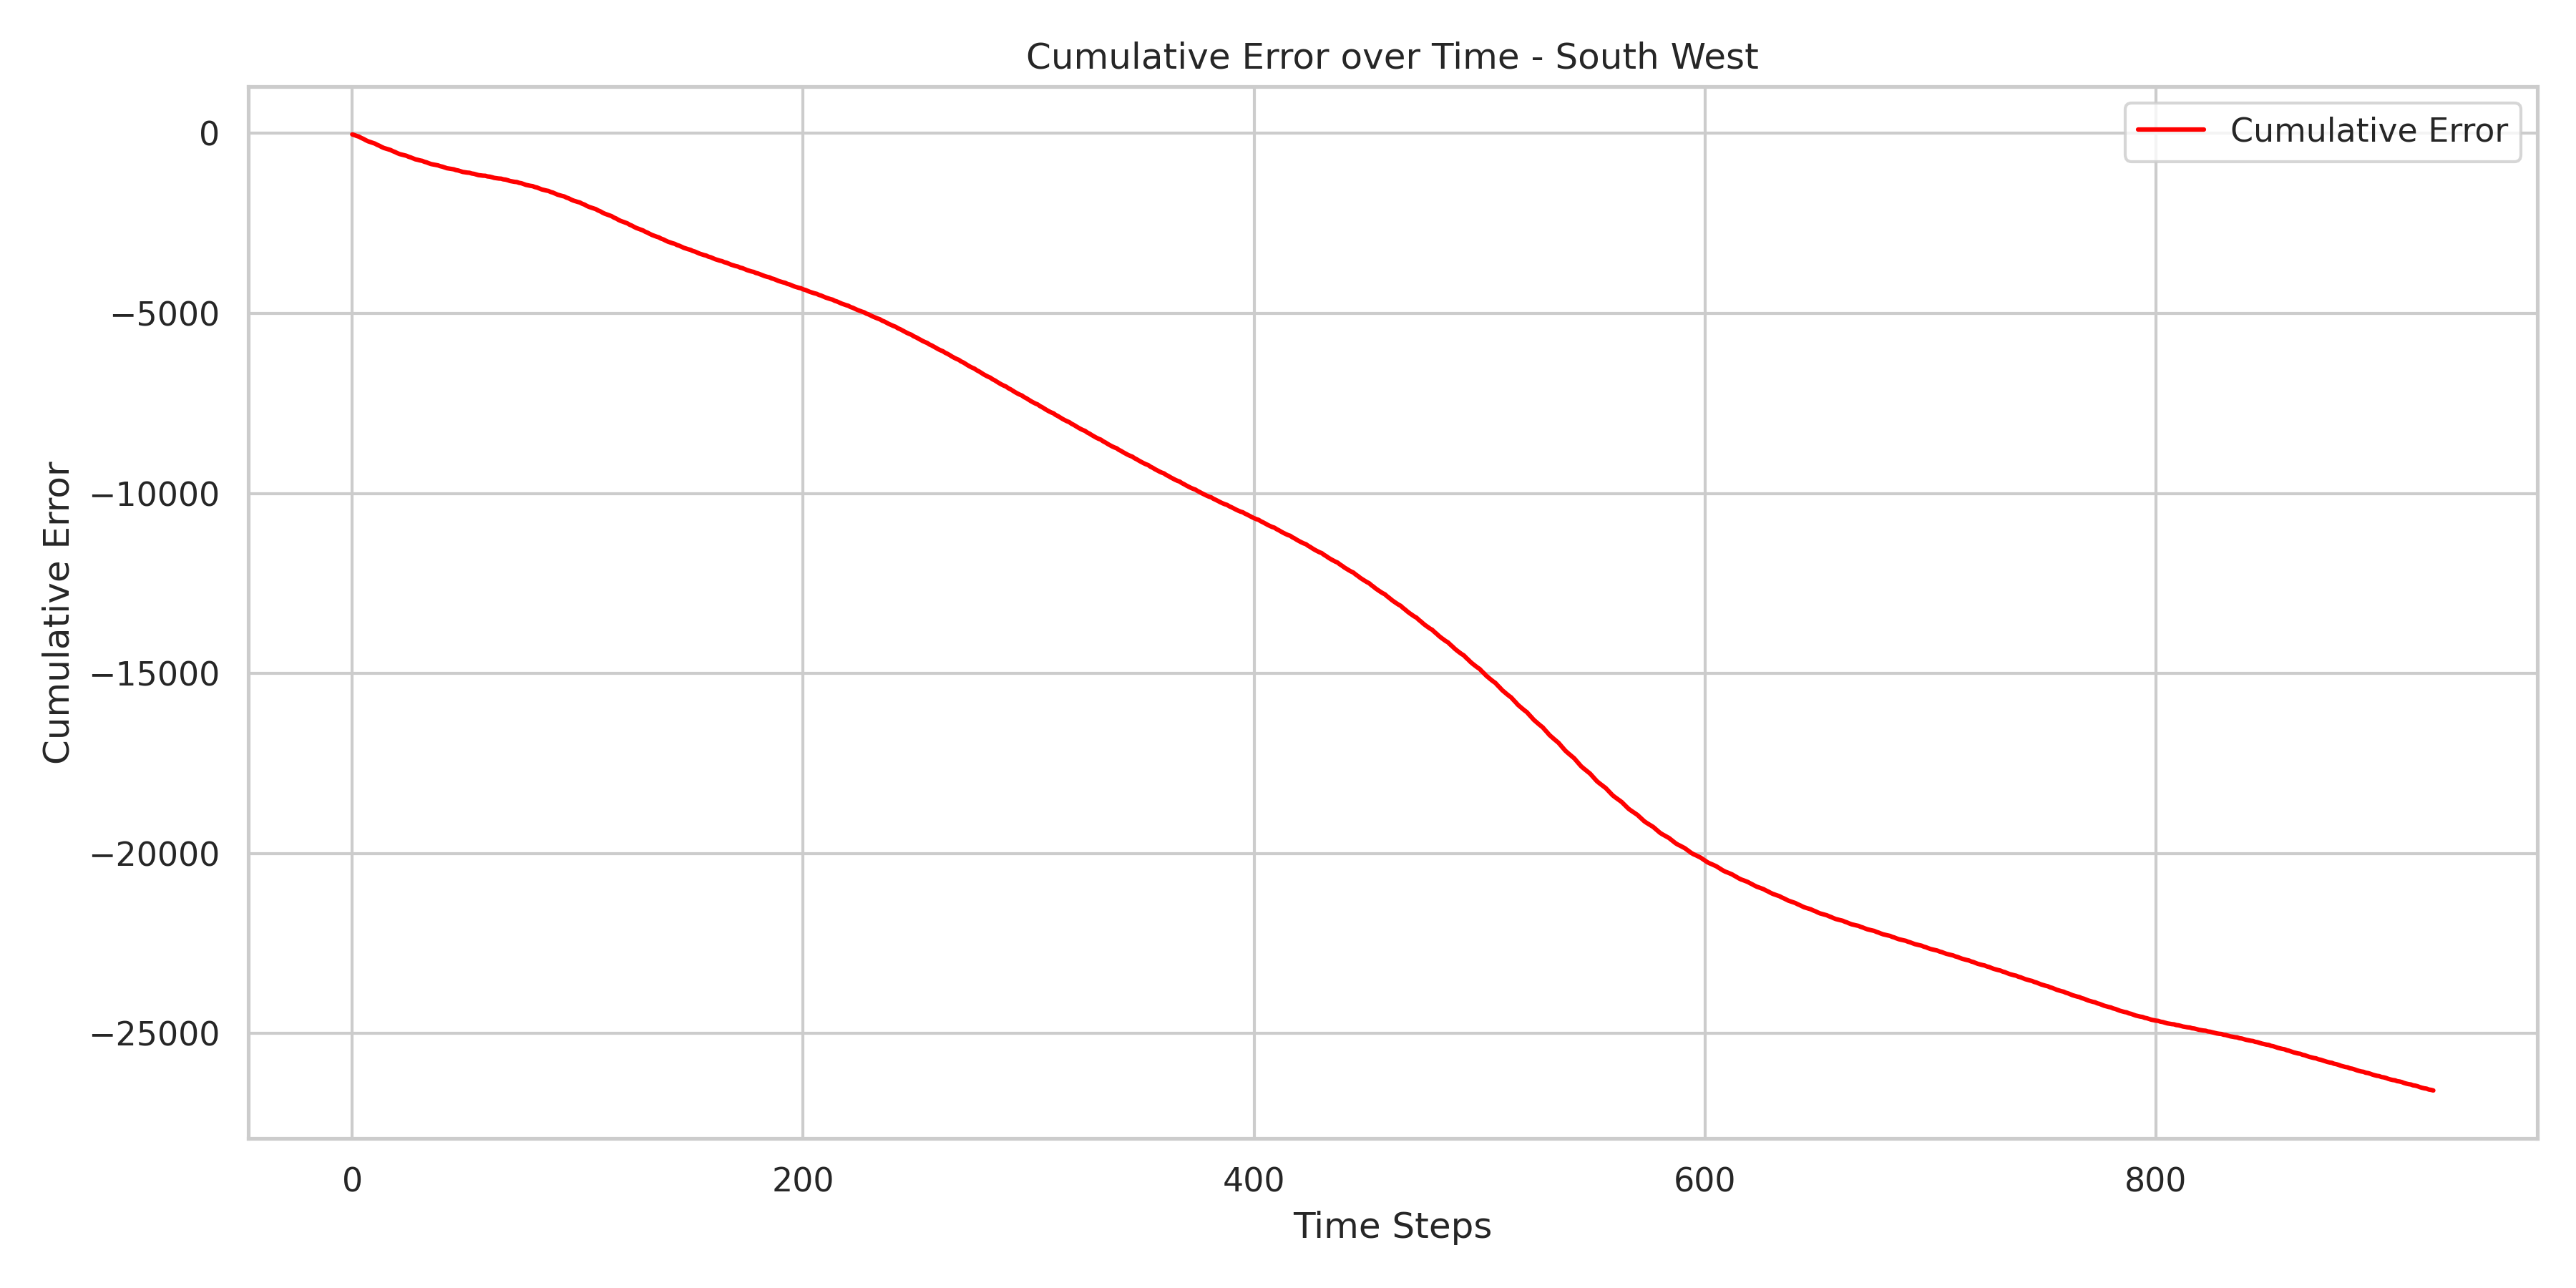 Cumulative Error over Time - South West
Cumulative Error
0
−5000
−10000
−15000
−20000
−25000
Cumulative Error
0 200 400 600 800
Time Steps